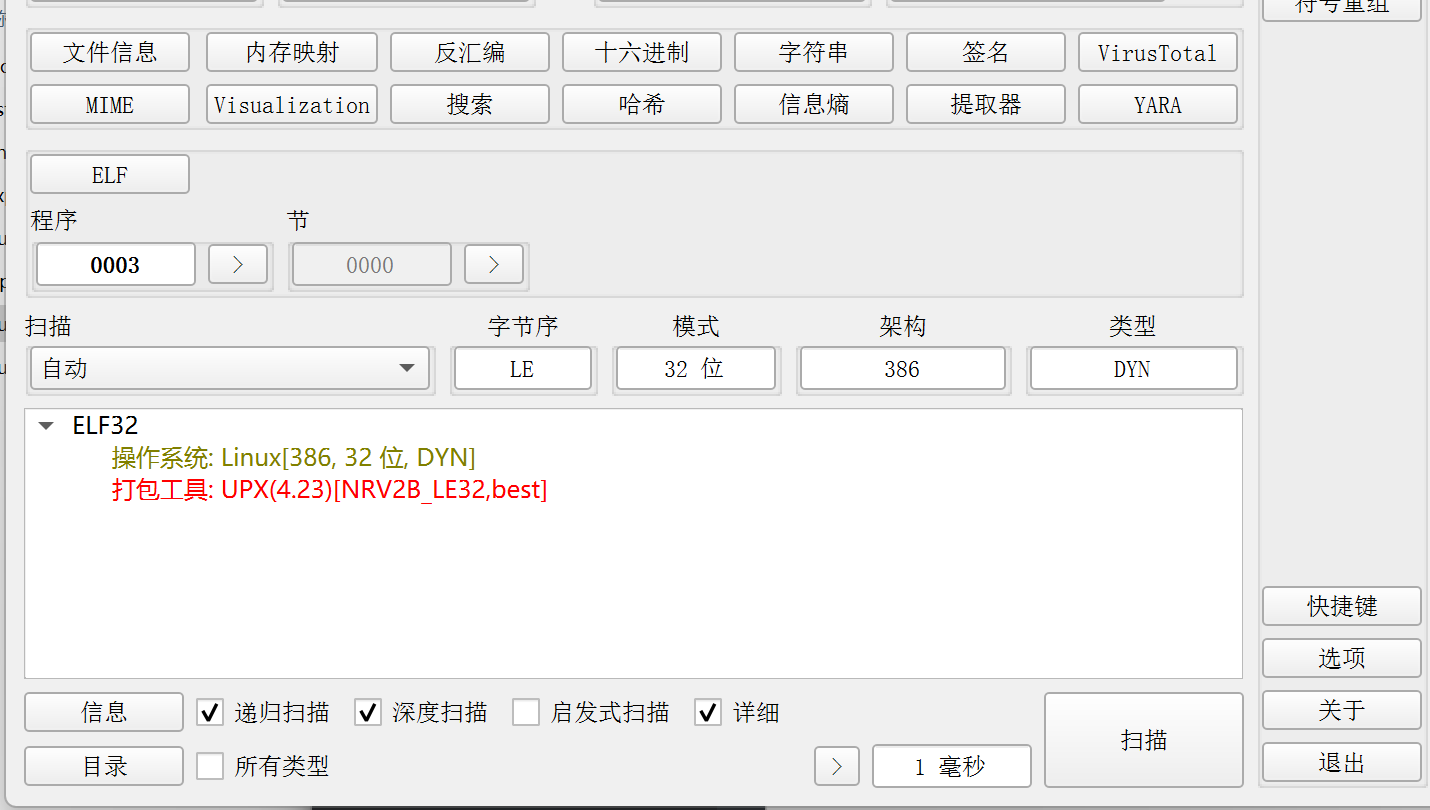 符号重组
文件信息 内存映射 反汇编 十六进制 字符串 签名 VirusTotal
MIME Visualization 搜索 哈希 信息熵 提取器 YARA
ELF
程序 节
0003 > 0000 >
扫描 字节序 模式 架构 类型
自动 LE 32 位 386 DYN
ELF32
操作系统: Linux[386, 32 位, DYN]
打包工具: UPX(4.23)[NRV2B_LE32,best]
快捷键
选项
信息 递归扫描 深度扫描 启发式扫描 详细 扫描 关于
目录 所有类型 > 1 毫秒 退出